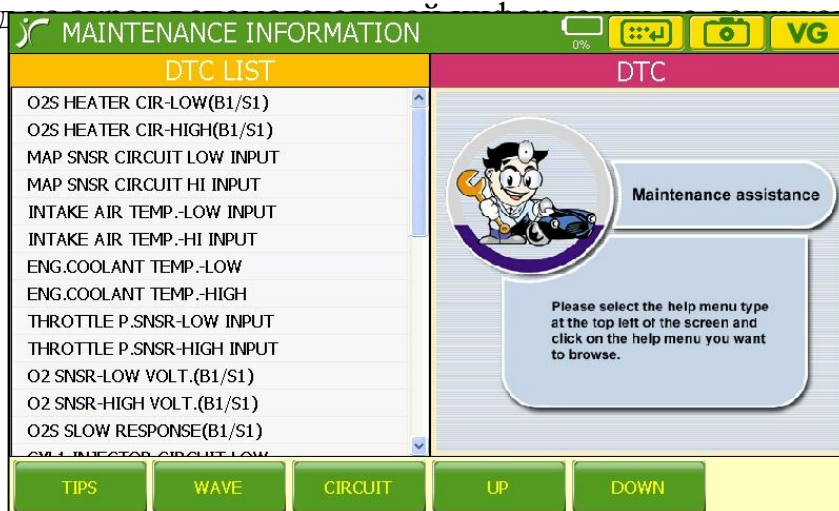 MAINTENANCE INFORMATION
0%
VG
DTC LIST
DTC
O2S HEATER CIR-LOW(B1/S1)
O2S HEATER CIR-HIGH(B1/S1)
MAP SNSR CIRCUIT LOW INPUT
MAP SNSR CIRCUIT HI INPUT
INTAKE AIR TEMP.-LOW INPUT
INTAKE AIR TEMP.-HI INPUT
ENG.COOLANT TEMP.-LOW
ENG.COOLANT TEMP.-HIGH
THROTTLE P.SNSR-LOW INPUT
THROTTLE P.SNSR-HIGH INPUT
O2 SNSR-LOW VOLT.(B1/S1)
O2 SNSR-HIGH VOLT.(B1/S1)
O2S SLOW RESPONSE(B1/S1)
Maintenance assistance
Please select the help menu type
at the top left of the screen and
click on the help menu you want
to browse.
TIPS
WAVE
CIRCUIT
UP
DOWN